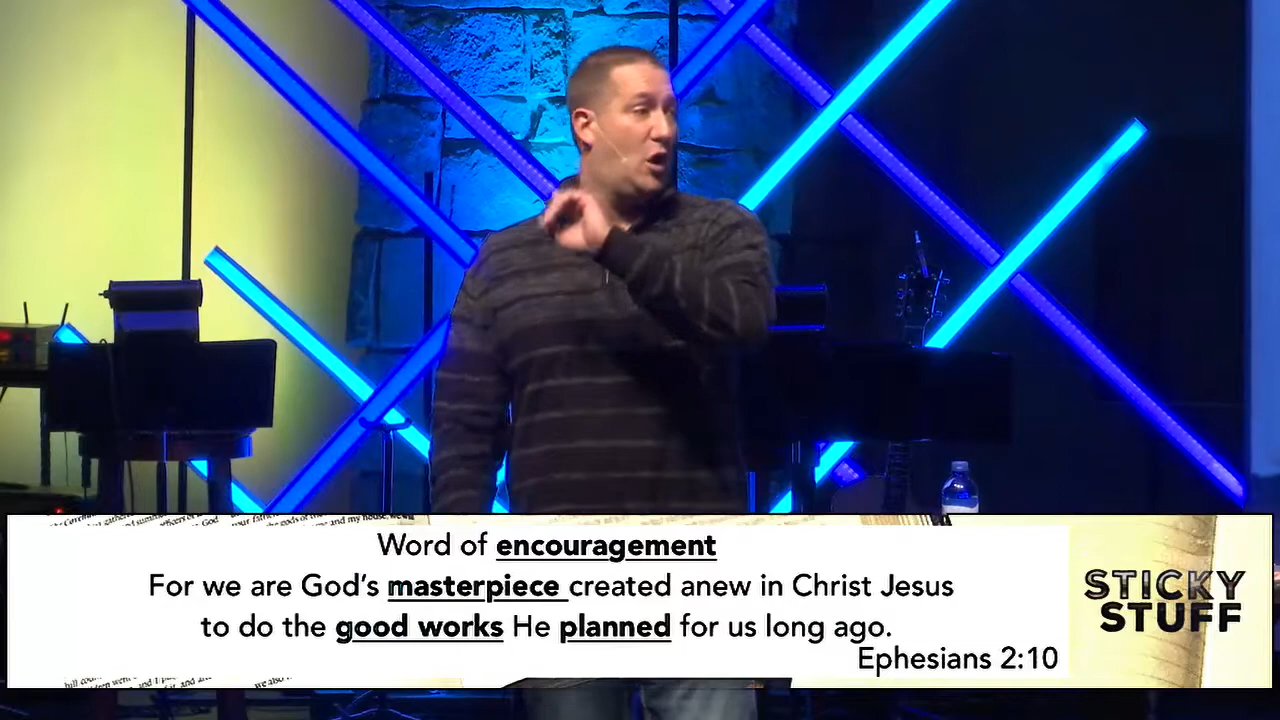 Word of encouragement
For we are God's masterpiece created anew in Christ Jesus
to do the good works He planned for us long ago.
Ephesians 2:10
STICKY
STUFF